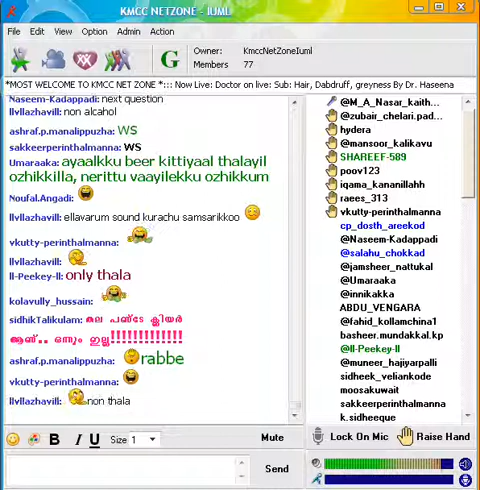 KMCC NETZONE - IUML
File Edit View Option Admin Action
G
Owner: KmccNetZoneIuml
Members 77
*MOST WELCOME TO KMCC NET ZONE *::: Now Live: Doctor on live: Sub: Hair, Dabdruff, greyness By Dr. Haseena
Naseem-Kadappadi: next question
llvllazhavill: non alcahol
ashraf.p.manalippuzha: WS
sakkeerperinthalmanna: WS
Umaraaka: ayaalkku beer kittiyaal thalayil
ozhikkilla, nerittu vaayilekku ozhikkum
Noufal.Angadi:
llvllazhavill: ellavarum sound kurachu samsarikkoo
vkutty-perinthalmanna:
llvllazhavill:
ll-Peekey-ll: only thala
kolavully_hussain:
sidhikTalikulam: തല പണ്ടേ ക്ലിയർ
ആണ്.. ഒന്നും ഇല്ല!!!!!!!!!!!!!
ashraf.p.manalippuzha: rabbe
vkutty-perinthalmanna:
llvllazhavill: non thala
@M_A_Nasar_kaith...
@zubair_chelari.pad...
hydera
@mansoor_kalikavu
SHAREEF-589
poov123
iqama_kananillahh
raees_313
vkutty-perinthalmanna
cp_dosth_areekod
@Naseem-Kadappadi
@salahu_chokkad
@jamsheer_nattukal
@Umaraaka
@innikakka
ABDU_VENGARA
@fahid_kollamchina1
basheer.mundakkal.kp
@ll-Peekey-ll
@muneer_hajiyarpalli
sidheek_veliankode
moosakuwait
sakkeerperinthalmanna
k.sidheeque
B I U Size 1 Mute
Lock On Mic Raise Hand
Send